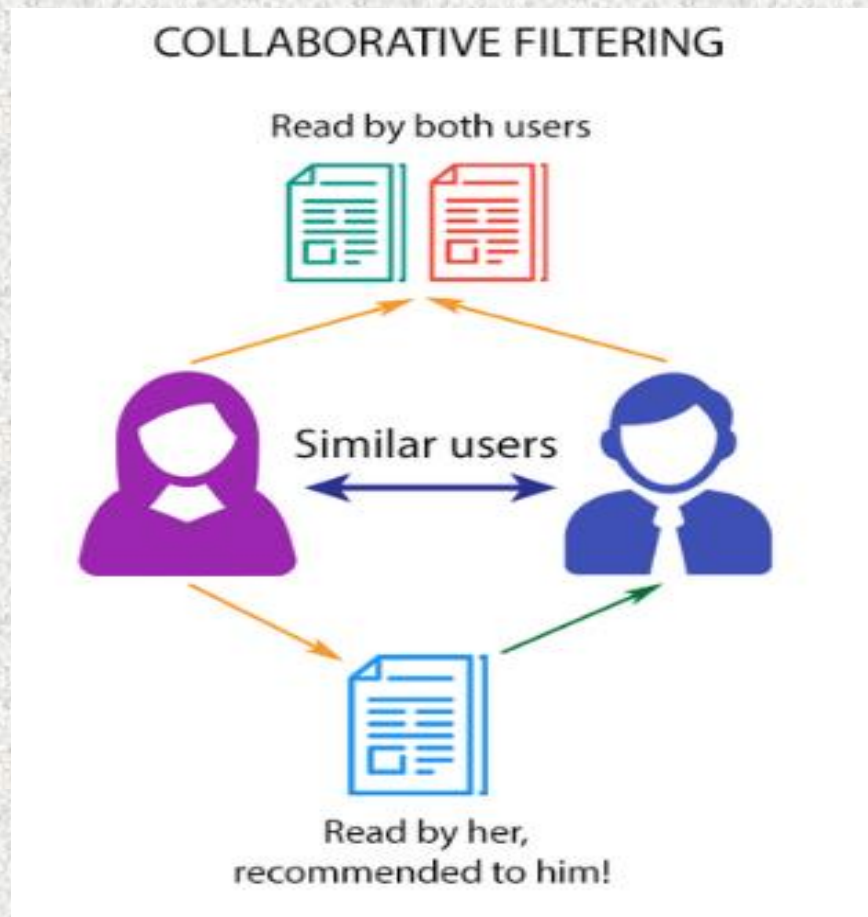 COLLABORATIVE FILTERING
Read by both users
Similar users
Read by her,
recommended to him!